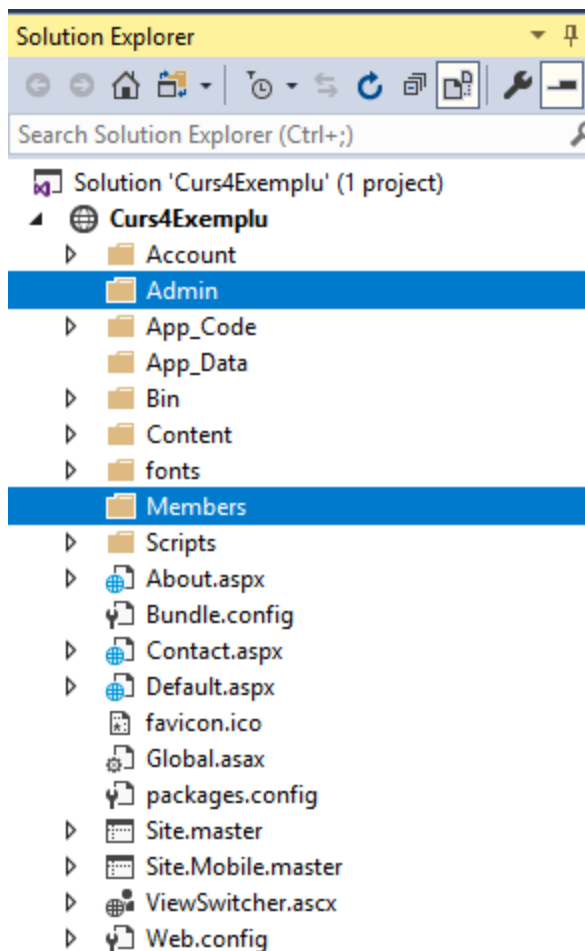 Solution Explorer
Search Solution Explorer (Ctrl+;)
Solution 'Curs4Exemplu' (1 project)
Curs4Exemplu
Account
Admin
App_Code
App_Data
Bin
Content
fonts
Members
Scripts
About.aspx
Bundle.config
Contact.aspx
Default.aspx
favicon.ico
Global.asax
packages.config
Site.master
Site.Mobile.master
ViewSwitcher.ascx
Web.config